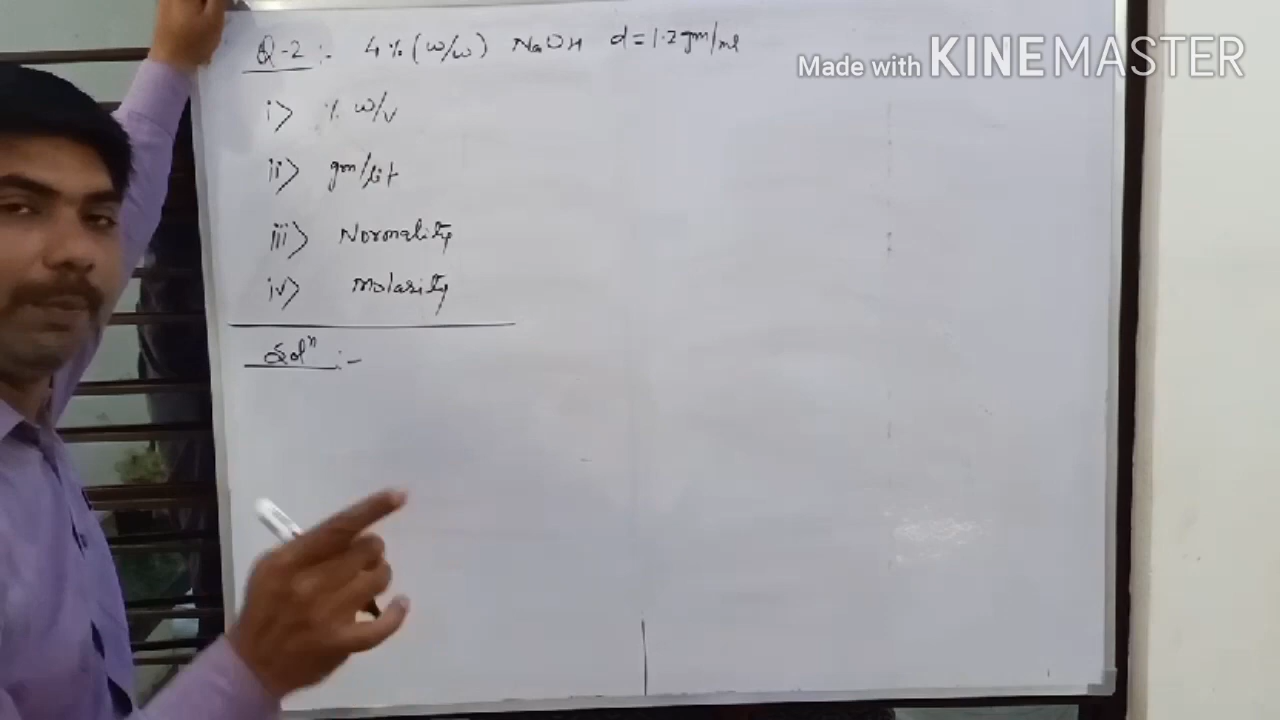 Q-2 :- 4% (w/w) NaOH d = 1.2 gm/ml
Made with KINEMASTER
i> % w/v
ii> gm/lit
iii> Normality
iv> Molarity
Solⁿ :-